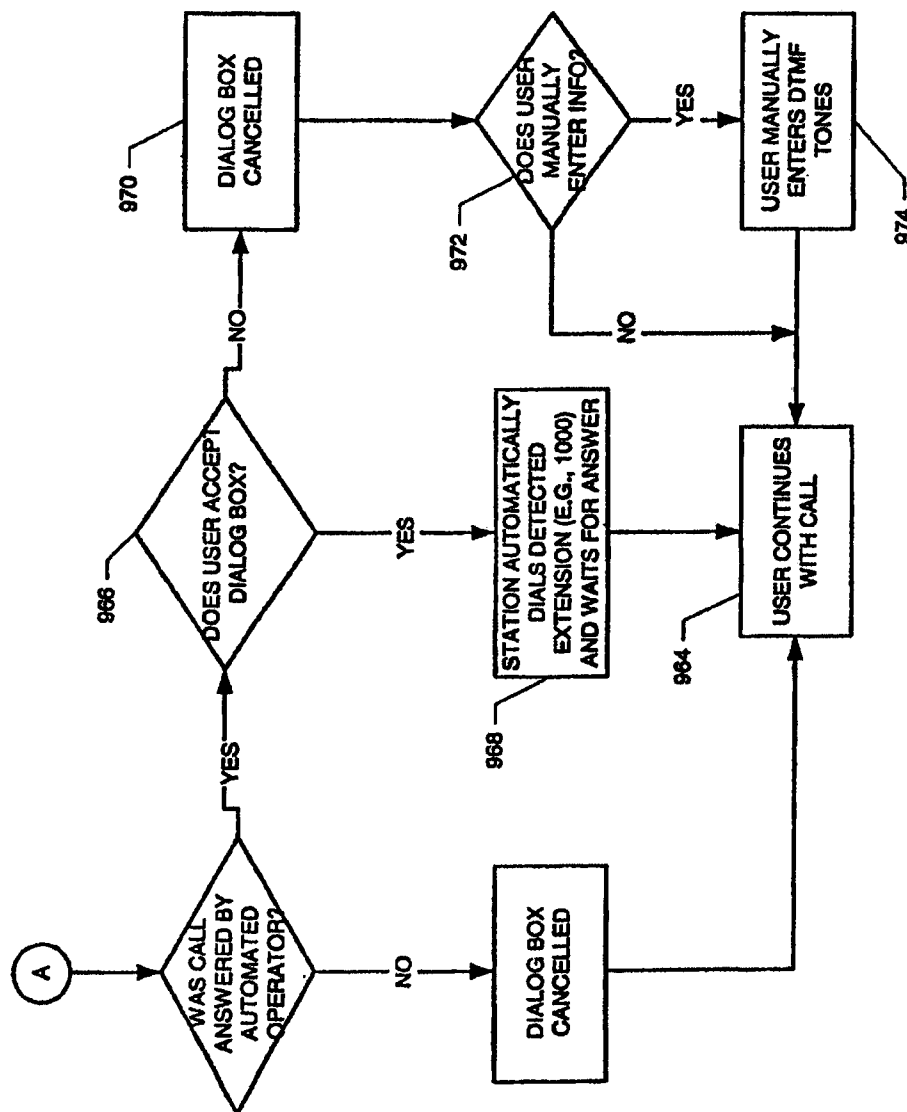 A
WAS CALL
ANSWERED BY
AUTOMATED
OPERATOR?
YES
NO
DIALOG BOX
CANCELLED
966
DOES USER ACCEPT
DIALOG BOX?
NO
YES
968
STATION AUTOMATICALLY
DIALS DETECTED
EXTENSION (E.G., 1000)
AND WAITS FOR ANSWER
964
USER CONTINUES
WITH CALL
970
DIALOG BOX
CANCELLED
972
DOES USER
MANUALLY
ENTER INFO?
NO
YES
USER MANUALLY
ENTERS DTMF
TONES
974